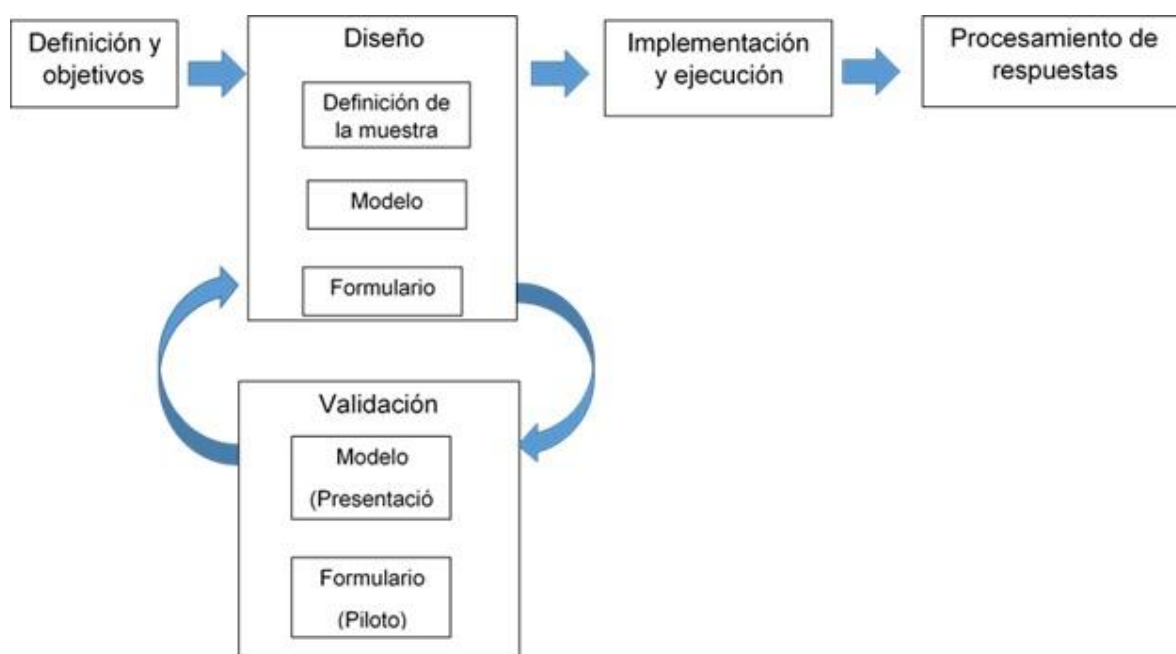 Definición y
objetivos
Diseño
Definición de
la muestra
Modelo
Formulario
Implementación
y ejecución
Procesamiento de
respuestas
Validación
Modelo
(Presentació
Formulario
(Piloto)